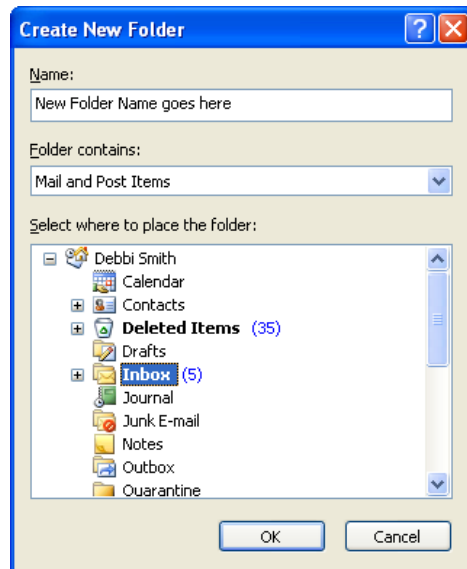 Create New Folder
Name:
New Folder Name goes here
Folder contains:
Mail and Post Items
Select where to place the folder:
Debbi Smith
Calendar
Contacts
Deleted Items (35)
Drafts
Inbox (5)
Journal
Junk E-mail
Notes
Outbox
Quarantine
OK Cancel